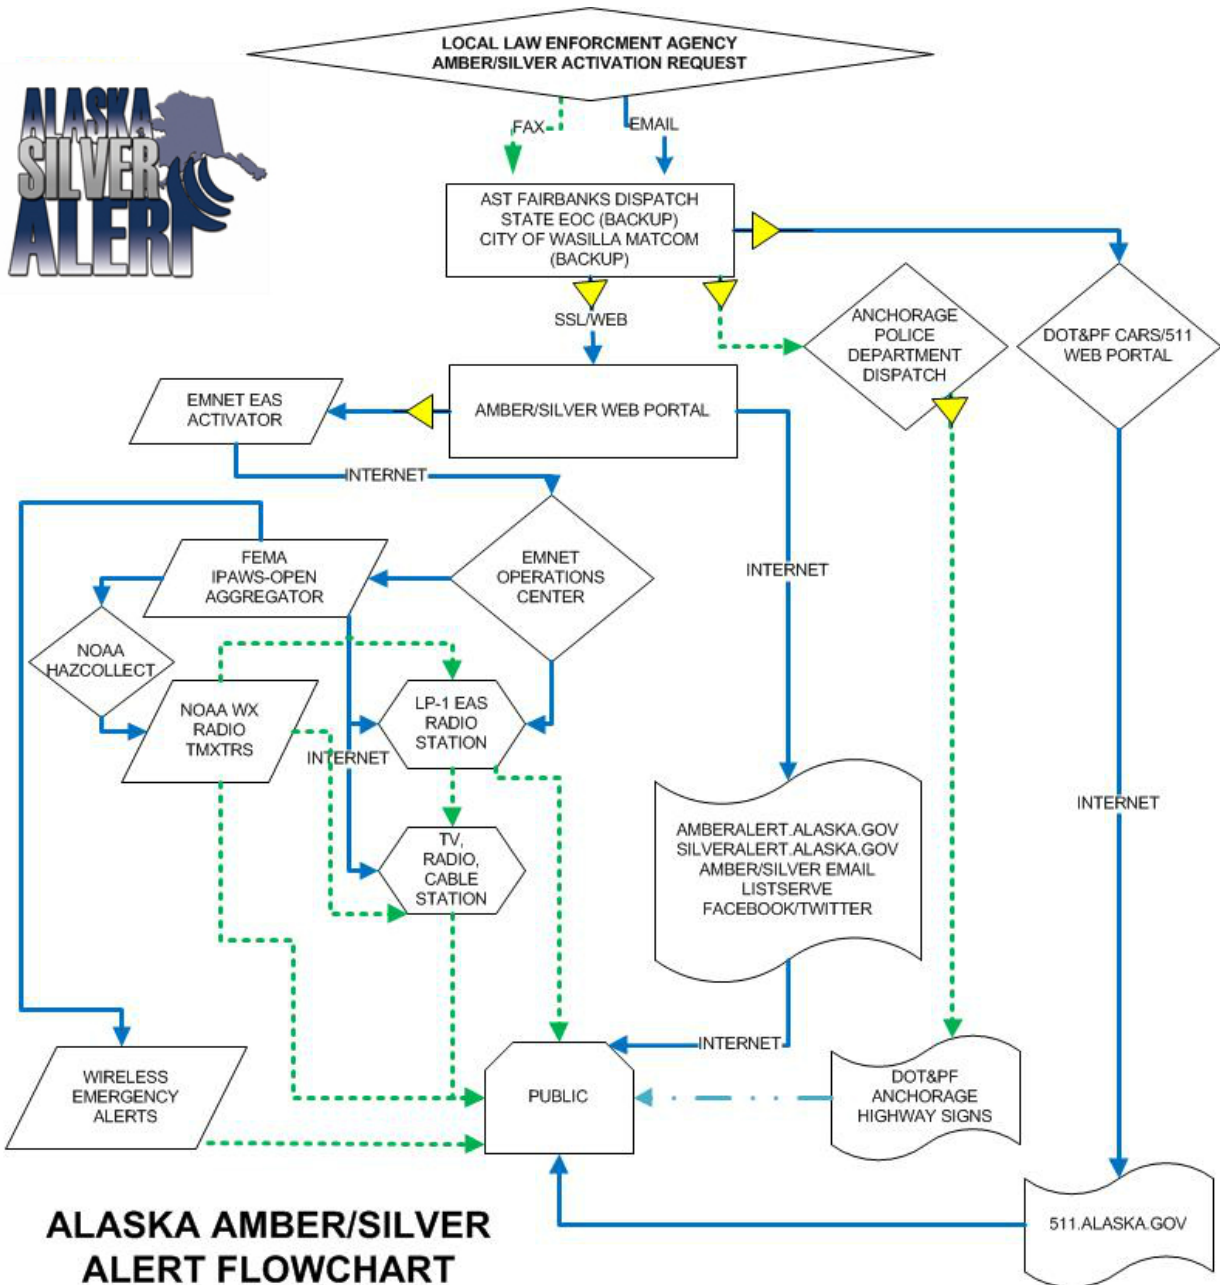 LOCAL LAW ENFORCMENT AGENCY
AMBER/SILVER ACTIVATION REQUEST
ALASKA
SILVER
ALERT
FAX
EMAIL
AST FAIRBANKS DISPATCH
STATE EOC (BACKUP)
CITY OF WASILLA MATCOM
(BACKUP)
SSL/WEB
ANCHORAGE
POLICE
DEPARTMENT
DISPATCH
DOT&PF CARS/511
WEB PORTAL
EMNET EAS
ACTIVATOR
AMBER/SILVER WEB PORTAL
INTERNET
FEMA
IPAWS-OPEN
AGGREGATOR
EMNET
OPERATIONS
CENTER
INTERNET
NOAA
HAZCOLLECT
NOAA WX
RADIO
TMXTRS
LP-1 EAS
RADIO
STATION
INTERNET
TV,
RADIO,
CABLE
STATION
AMBERALERT.ALASKA.GOV
SILVERALERT.ALASKA.GOV
AMBER/SILVER EMAIL
LISTSERVE
FACEBOOK/TWITTER
INTERNET
INTERNET
WIRELESS
EMERGENCY
ALERTS
PUBLIC
DOT&PF
ANCHORAGE
HIGHWAY SIGNS
511.ALASKA.GOV
ALASKA AMBER/SILVER
ALERT FLOWCHART